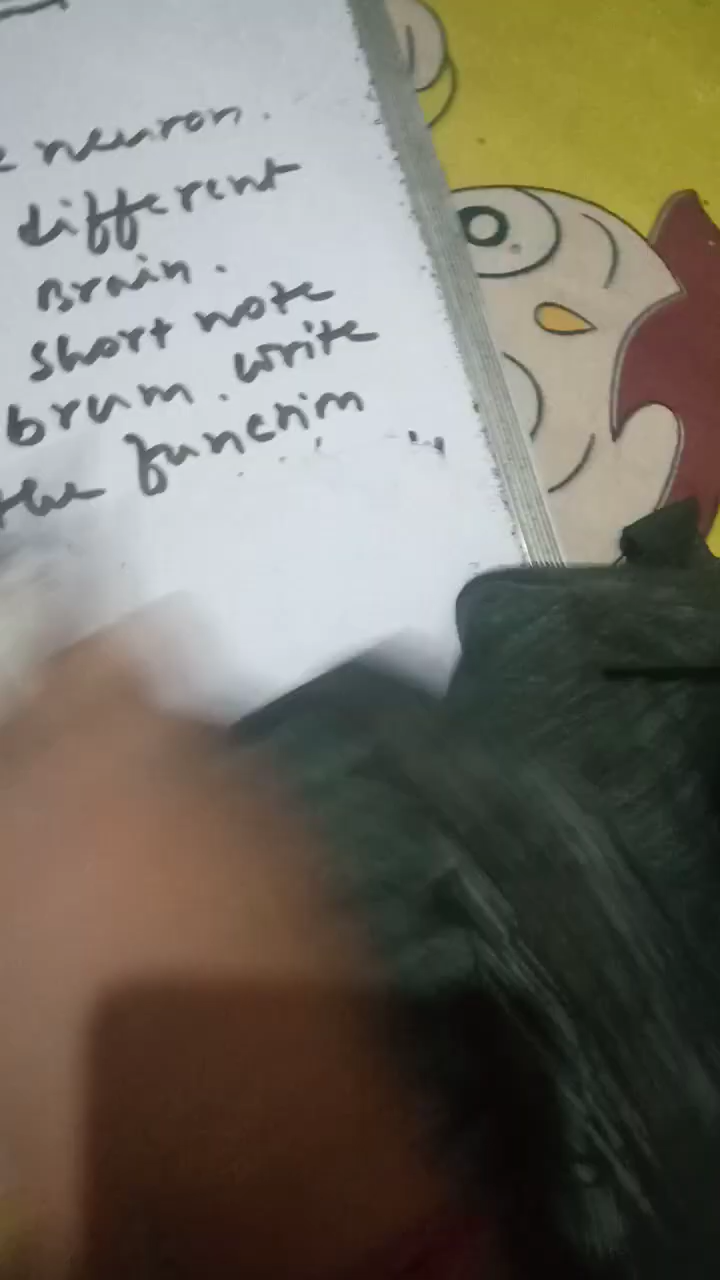 neuron.
different
Brain.
short note
brum. write
the function